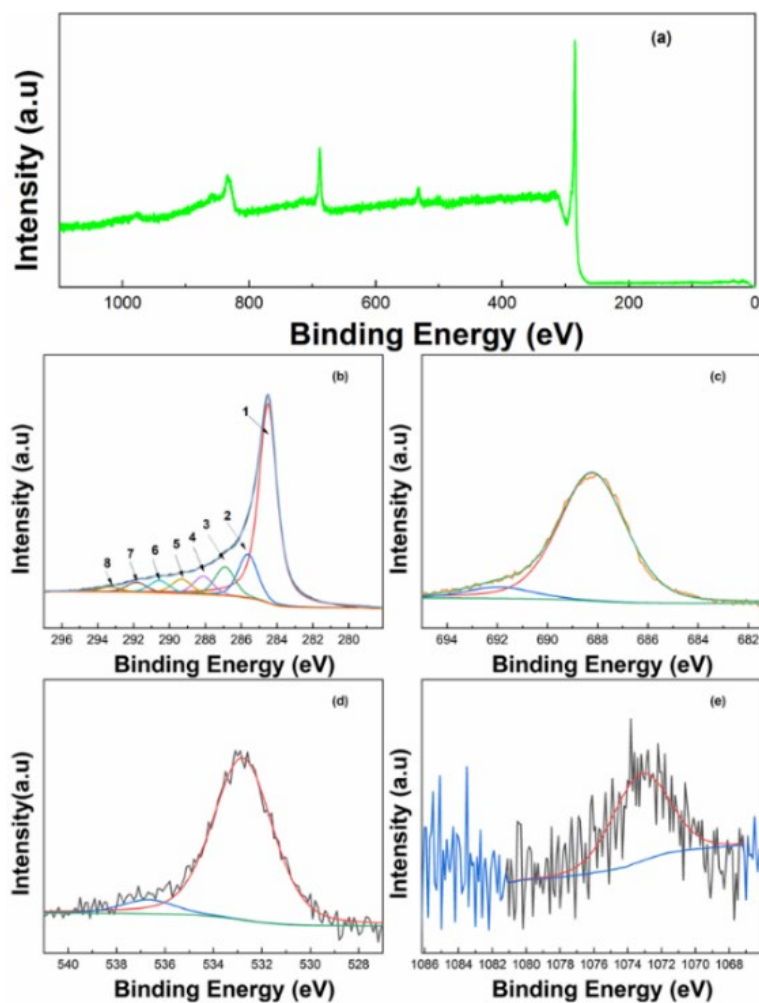 (a)
Intensity (a.u)
1000 800 600 400 200 0
Binding Energy (eV)
(b)
Intensity (a.u)
1
2
3
4
5
6
7
8
296 294 292 290 288 286 284 282 280
Binding Energy (eV)
(c)
Intensity (a.u)
694 692 690 688 686 684 682
Binding Energy (eV)
(d)
Intensity(a.u)
540 538 536 533 532 530 528
Binding Energy (eV)
(e)
Intensity (a.u)
1086 1084 1082 1080 1078 1076 1073 1072 1070 1068
Binding Energy (eV)